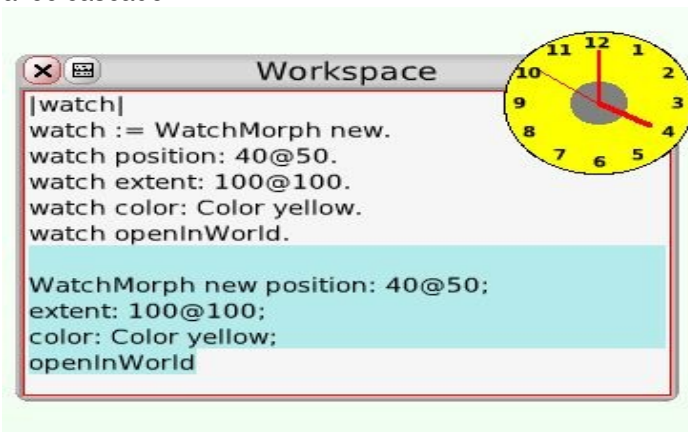 Workspace
|watch|
watch := WatchMorph new.
watch position: 40@50.
watch extent: 100@100.
watch color: Color yellow.
watch openInWorld.
WatchMorph new position: 40@50;
extent: 100@100;
color: Color yellow;
openInWorld
12
1
2
3
4
5
6
7
8
9
10
11